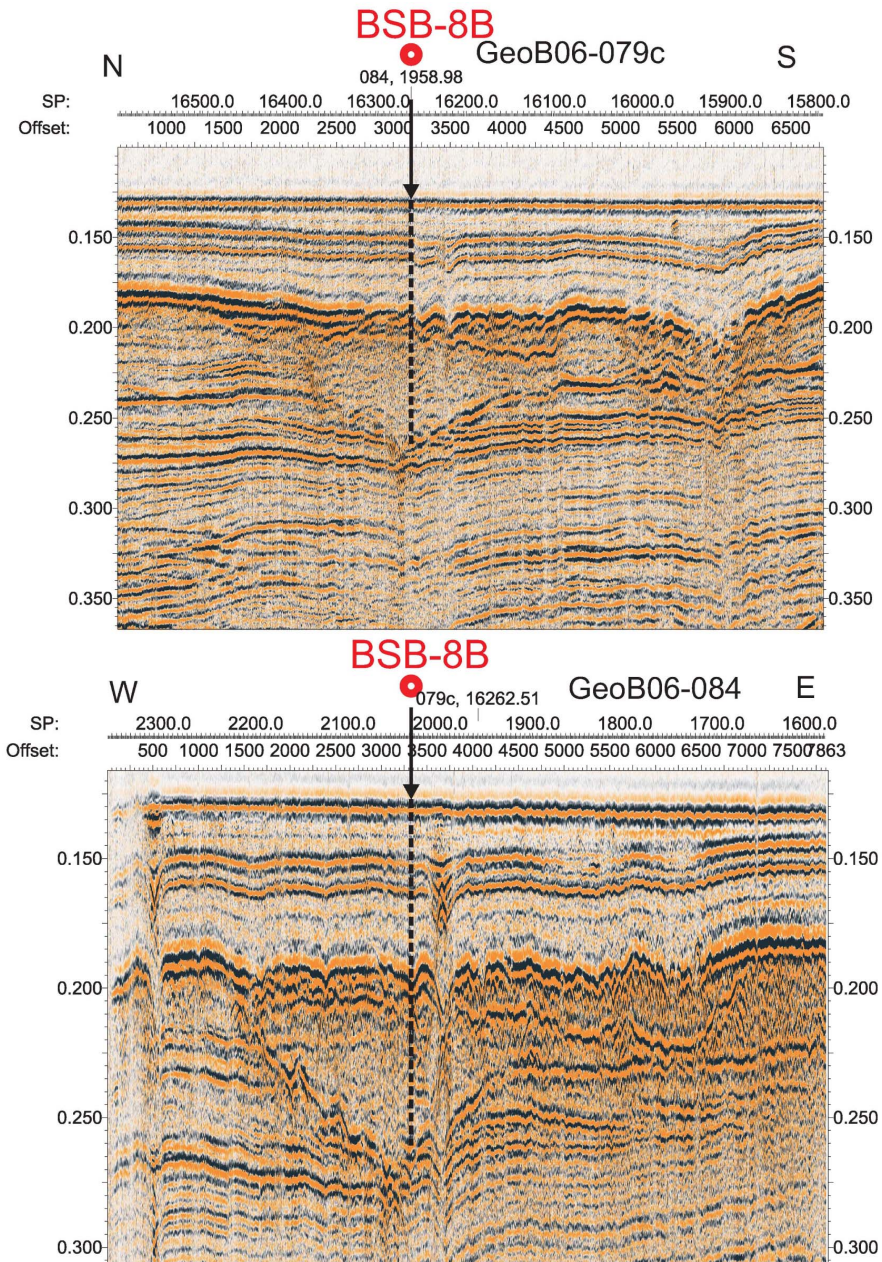 BSB-8B
N GeoB06-079c S
084, 1958.98
SP: 16500.0 16400.0 16300.0 16200.0 16100.0 16000.0 15900.0 15800.0
Offset: 1000 1500 2000 2500 3000 3500 4000 4500 5000 5500 6000 6500
0.150 0.150
0.200 0.200
0.250 0.250
0.300 0.300
0.350 0.350
BSB-8B
W GeoB06-084 E
079c, 16262.51
SP: 2300.0 2200.0 2100.0 2000.0 1900.0 1800.0 1700.0 1600.0
Offset: 500 1000 1500 2000 2500 3000 3500 4000 4500 5000 5500 6000 6500 7000 7500 7863
0.150 0.150
0.200 0.200
0.250 0.250
0.300 0.300